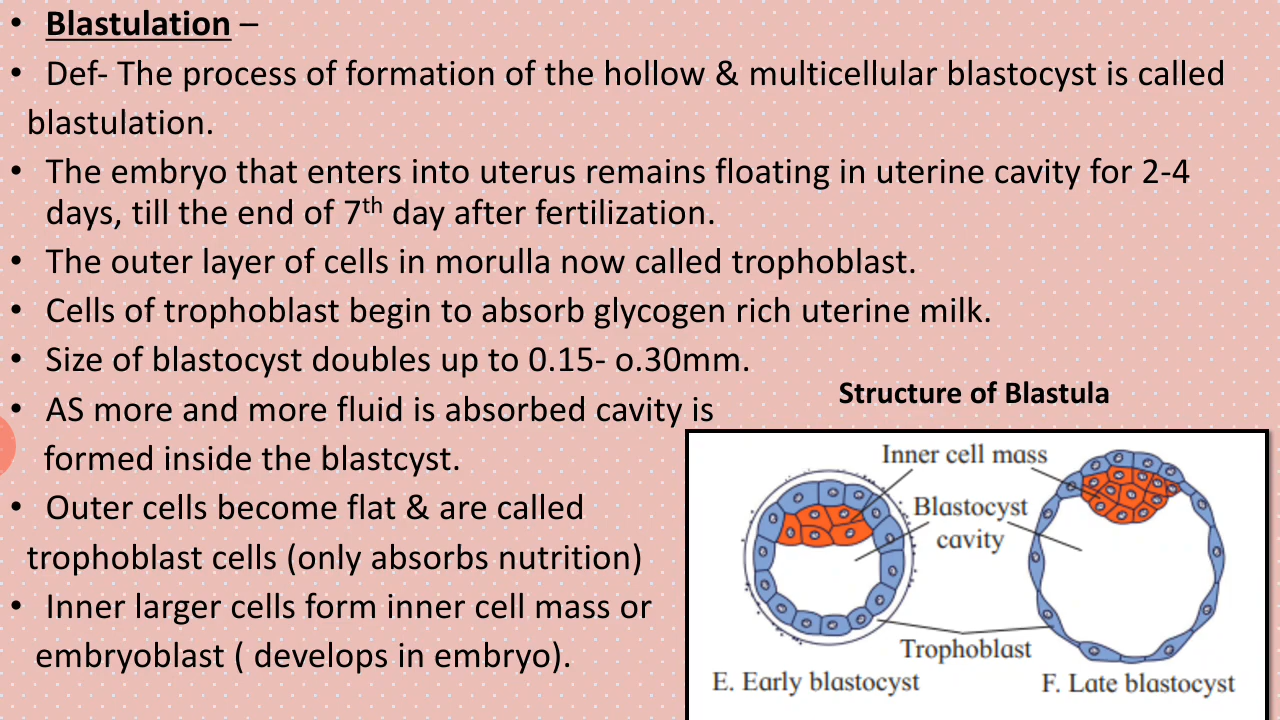 • Blastulation –
• Def- The process of formation of the hollow & multicellular blastocyst is called
blastulation.
• The embryo that enters into uterus remains floating in uterine cavity for 2-4
days, till the end of 7th day after fertilization.
• The outer layer of cells in morulla now called trophoblast.
• Cells of trophoblast begin to absorb glycogen rich uterine milk.
• Size of blastocyst doubles up to 0.15- o.30mm.
• AS more and more fluid is absorbed cavity is
formed inside the blastcyst.
• Outer cells become flat & are called
trophoblast cells (only absorbs nutrition)
• Inner larger cells form inner cell mass or
embryoblast ( develops in embryo).
Structure of Blastula
Inner cell mass
Blastocyst
cavity
Trophoblast
E. Early blastocyst
F. Late blastocyst